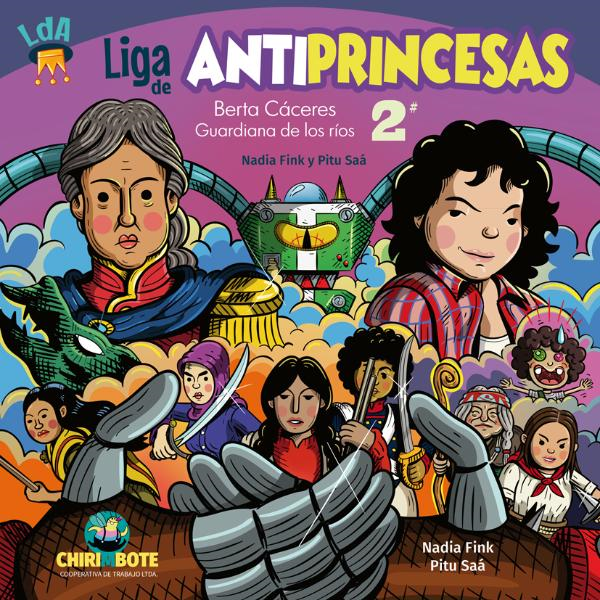 LdA
Liga
de
ANTIPRINCESAS
Berta Cáceres
Guardiana de los ríos
2#
Nadia Fink y Pitu Saá
CHIRIMBOTE
COOPERATIVA DE TRABAJO LTDA.
Nadia Fink
Pitu Saá